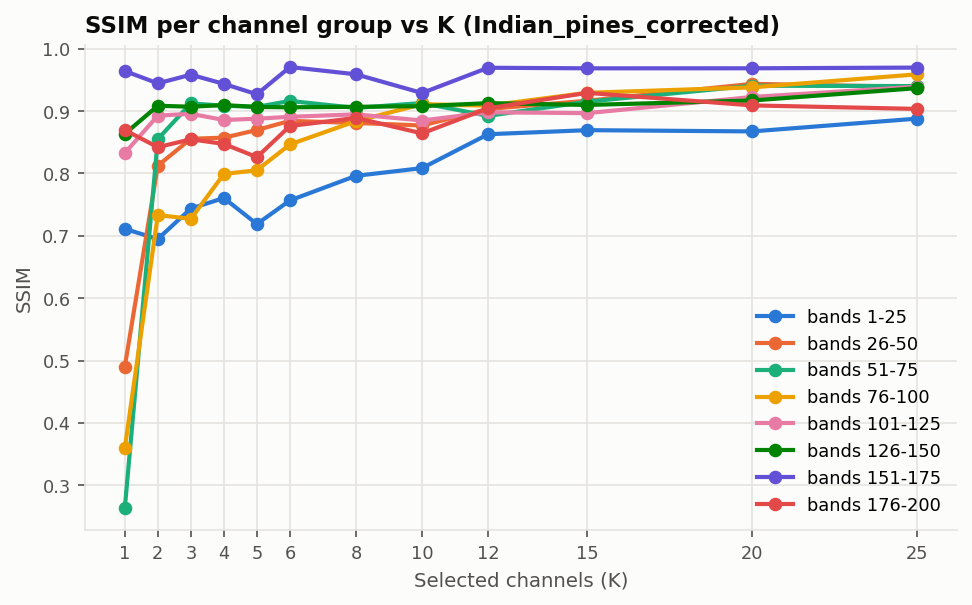 SSIM per channel group vs K (Indian_pines_corrected)
1.0
0.9
0.8
0.7
0.6
0.5
0.4
0.3
SSIM
bands 1-25
bands 26-50
bands 51-75
bands 76-100
bands 101-125
bands 126-150
bands 151-175
bands 176-200
1 2 3 4 5 6 8 10 12 15 20 25
Selected channels (K)